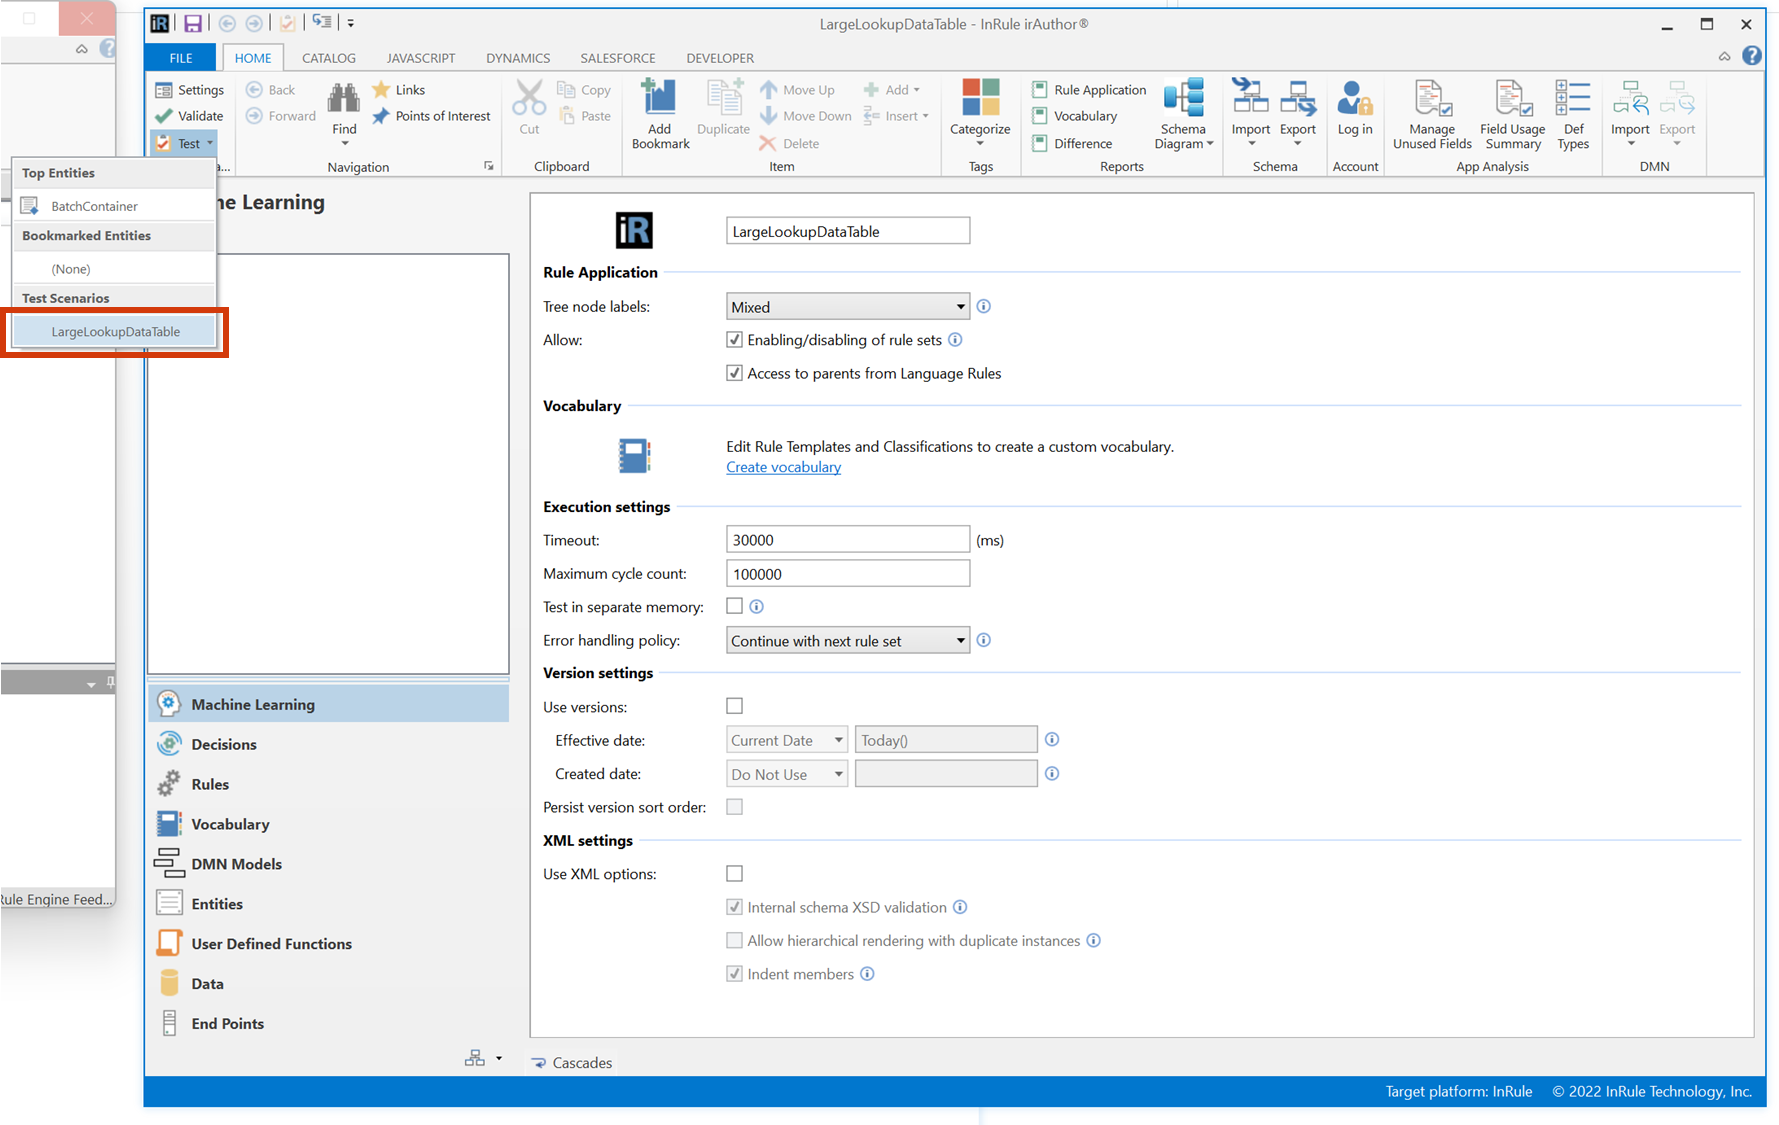 iR
LargeLookupDataTable - InRule irAuthor®
FILE
HOME
CATALOG
JAVASCRIPT
DYNAMICS
SALESFORCE
DEVELOPER
Settings
Validate
Test
Back
Forward
Find
Links
Points of Interest
Navigation
Cut
Copy
Paste
Clipboard
Add
Bookmark
Duplicate
Move Up
Move Down
Delete
Add
Insert
Item
Categorize
Tags
Rule Application
Vocabulary
Difference
Schema
Diagram
Reports
Import
Export
Schema
Log in
Account
Manage
Unused Fields
Field Usage
Summary
Def
Types
App Analysis
Import
Export
DMN
a...
Top Entities
BatchContainer
Bookmarked Entities
(None)
Test Scenarios
LargeLookupDataTable
ne Learning
iR
LargeLookupDataTable
Rule Application
Tree node labels:
Mixed
Allow:
Enabling/disabling of rule sets
Access to parents from Language Rules
Vocabulary
Edit Rule Templates and Classifications to create a custom vocabulary.
Create vocabulary
Execution settings
Timeout:
30000
(ms)
Maximum cycle count:
100000
Test in separate memory:
Error handling policy:
Continue with next rule set
Version settings
Use versions:
Effective date:
Current Date
Today()
Created date:
Do Not Use
Persist version sort order:
XML settings
Use XML options:
Internal schema XSD validation
Allow hierarchical rendering with duplicate instances
Indent members
Machine Learning
Decisions
Rules
Vocabulary
DMN Models
Entities
User Defined Functions
Data
End Points
Cascades
Rule Engine Feed...
Target platform: InRule
© 2022 InRule Technology, Inc.